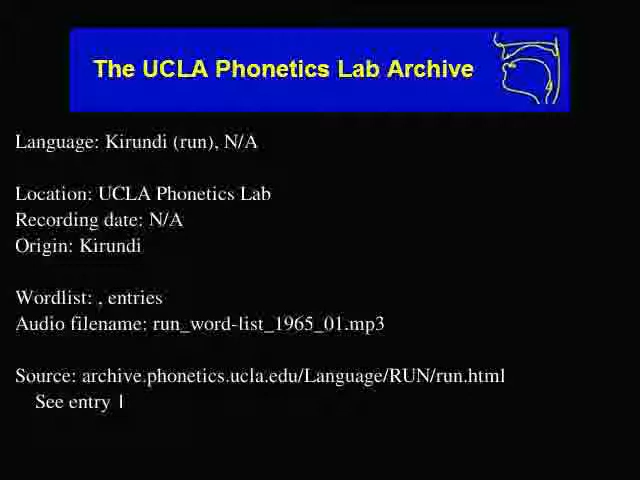 The UCLA Phonetics Lab Archive
Language: Kirundi (run), N/A
Location: UCLA Phonetics Lab
Recording date: N/A
Origin: Kirundi
Wordlist: , entries
Audio filename: run_word-list_1965_01.mp3
Source: archive.phonetics.ucla.edu/Language/RUN/run.html
See entry 1